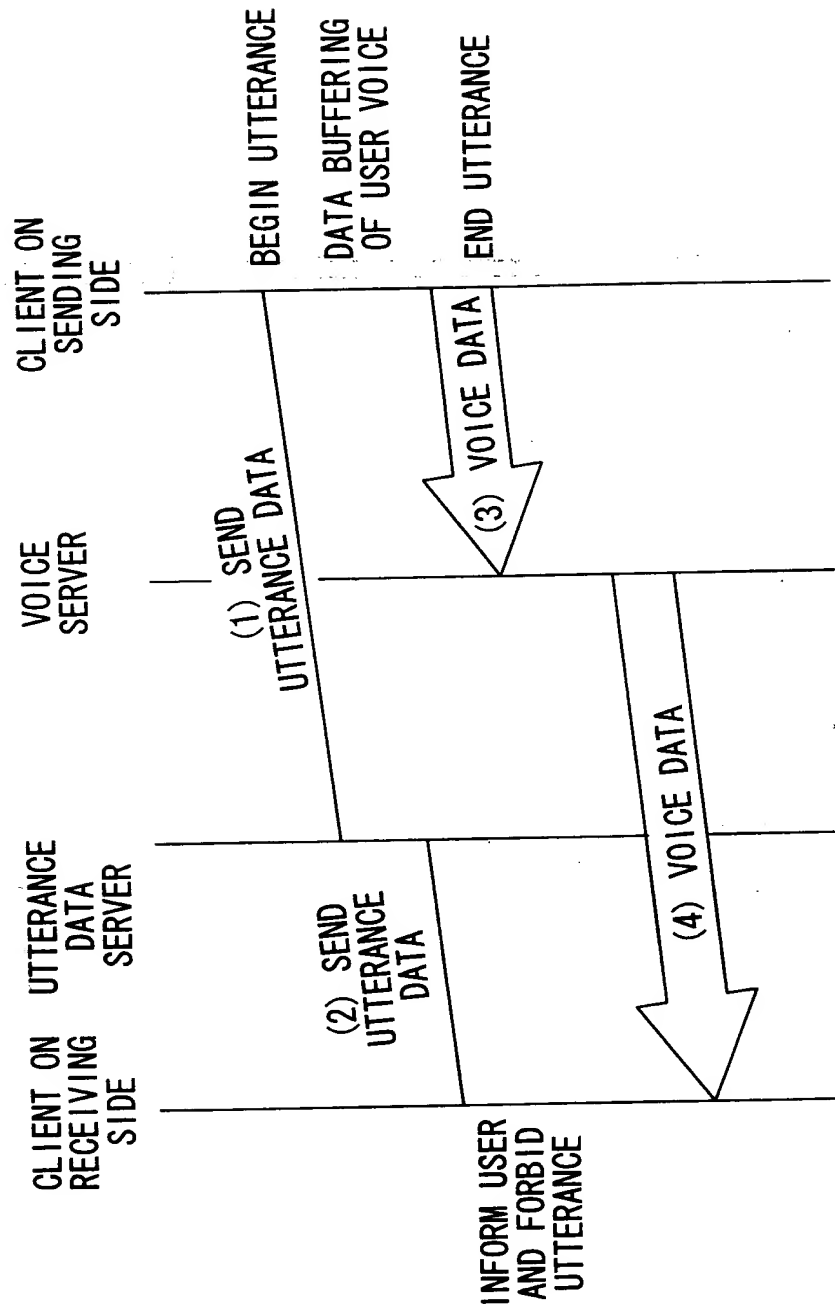 CLIENT ON
RECEIVING
SIDE
UTTERANCE
DATA
SERVER
VOICE
SERVER
CLIENT ON
SENDING
SIDE
BEGIN UTTERANCE
(1) SEND
UTTERANCE DATA
DATA BUFFERING
OF USER VOICE
(2) SEND
UTTERANCE
DATA
END UTTERANCE
(3) VOICE DATA
INFORM USER
AND FORBID
UTTERANCE
(4) VOICE DATA